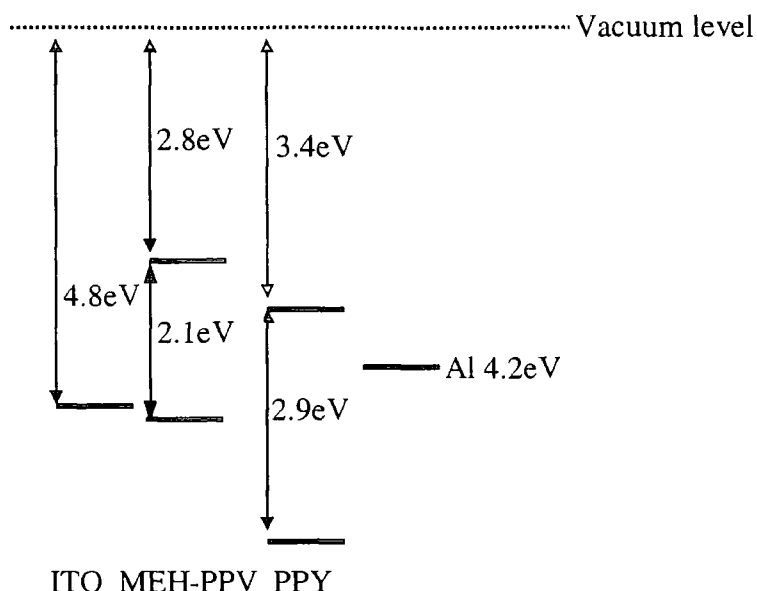 Vacuum level
2.8eV
3.4eV
4.8eV
2.1eV
Al 4.2eV
2.9eV
ITO MEH-PPV PPY